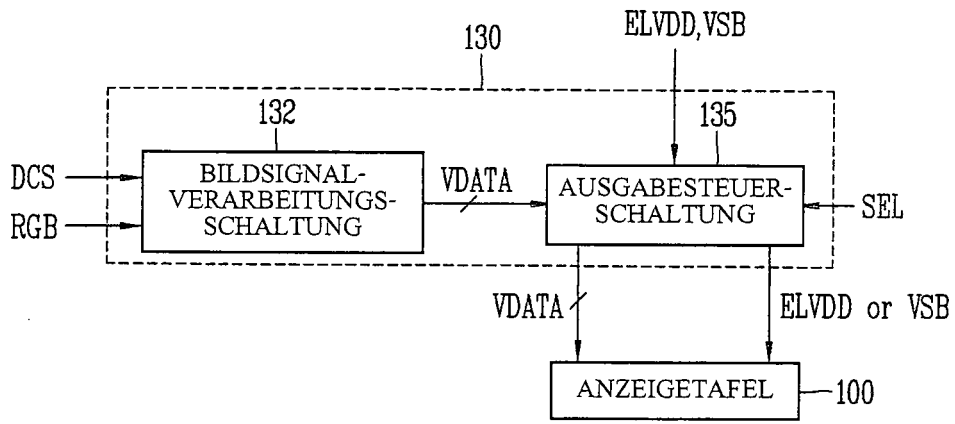 130
ELVDD,VSB
132
135
DCS
RGB
BILDSIGNAL-
VERARBEITUNGS-
SCHALTUNG
VDATA
AUSGABESTEUER-
SCHALTUNG
SEL
VDATA
ELVDD or VSB
ANZEIGETAFEL
100